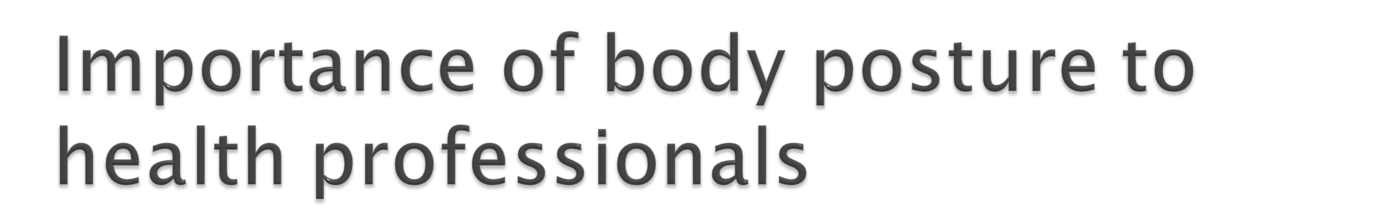 Importance of body posture to
health professionals